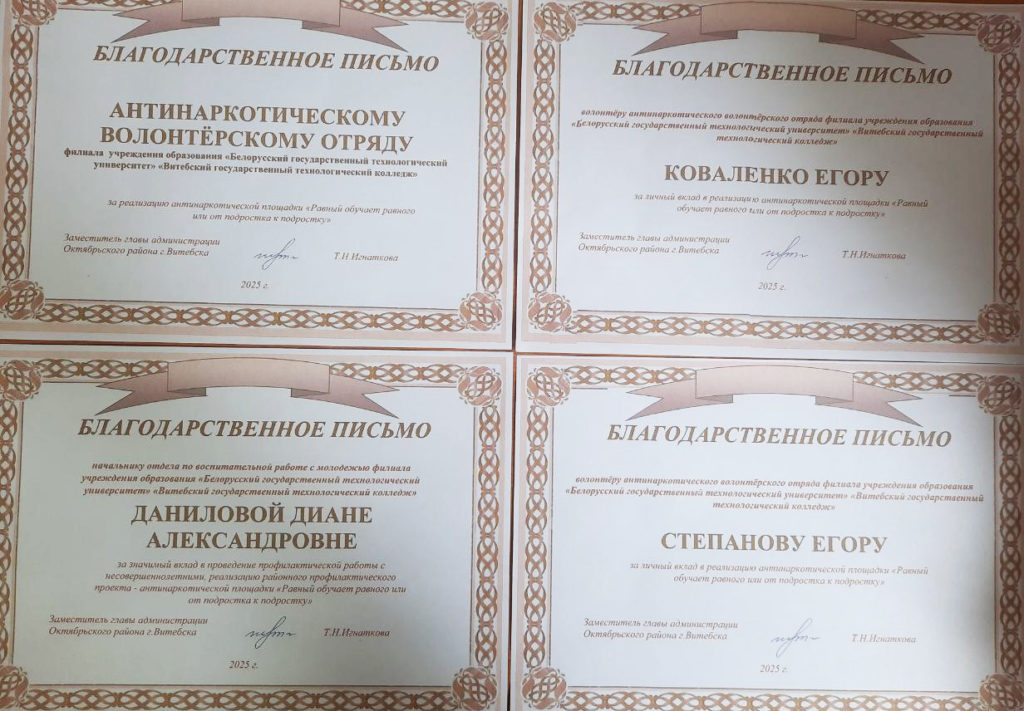 БЛАГОДАРСТВЕННОЕ ПИСЬМО
АНТИНАРКОТИЧЕСКОМУ
ВОЛОНТЁРСКОМУ ОТРЯДУ
филиала учреждения образования «Белорусский государственный технологический
университет» «Витебский государственный технологический колледж»
за реализацию антинаркотической площадки «Равный обучает равного
или от подростка к подростку»
Заместитель главы администрации
Октябрьского района г.Витебска
Т.Н.Игнаткова
2025 г.
БЛАГОДАРСТВЕННОЕ ПИСЬМО
волонтёру антинаркотического волонтёрского отряда филиала учреждения образования
«Белорусский государственный технологический университет» «Витебский государственный
технологический колледж»
КОВАЛЕНКО ЕГОРУ
за личный вклад в реализацию антинаркотической площадки «Равный
обучает равного или от подростка к подростку»
Заместитель главы администрации
Октябрьского района г.Витебска
Т.Н.Игнаткова
2025 г.
БЛАГОДАРСТВЕННОЕ ПИСЬМО
начальнику отдела по воспитательной работе с молодежью филиала
учреждения образования «Белорусский государственный технологический
университет» «Витебский государственный технологический колледж»
ДАНИЛОВОЙ ДИАНЕ
АЛЕКСАНДРОВНЕ
за значимый вклад в проведение профилактической работы с
несовершеннолетними, реализацию районного профилактического
проекта - антинаркотической площадки «Равный обучает равного или
от подростка к подростку»
Заместитель главы администрации
Октябрьского района г.Витебска
Т.Н.Игнаткова
2025 г.
БЛАГОДАРСТВЕННОЕ ПИСЬМО
волонтёру антинаркотического волонтёрского отряда филиала учреждения образования
«Белорусский государственный технологический университет» «Витебский государственный
технологический колледж»
СТЕПАНОВУ ЕГОРУ
за личный вклад в реализацию антинаркотической площадки «Равный
обучает равного или от подростка к подростку»
Заместитель главы администрации
Октябрьского района г.Витебска
Т.Н.Игнаткова
2025 г.